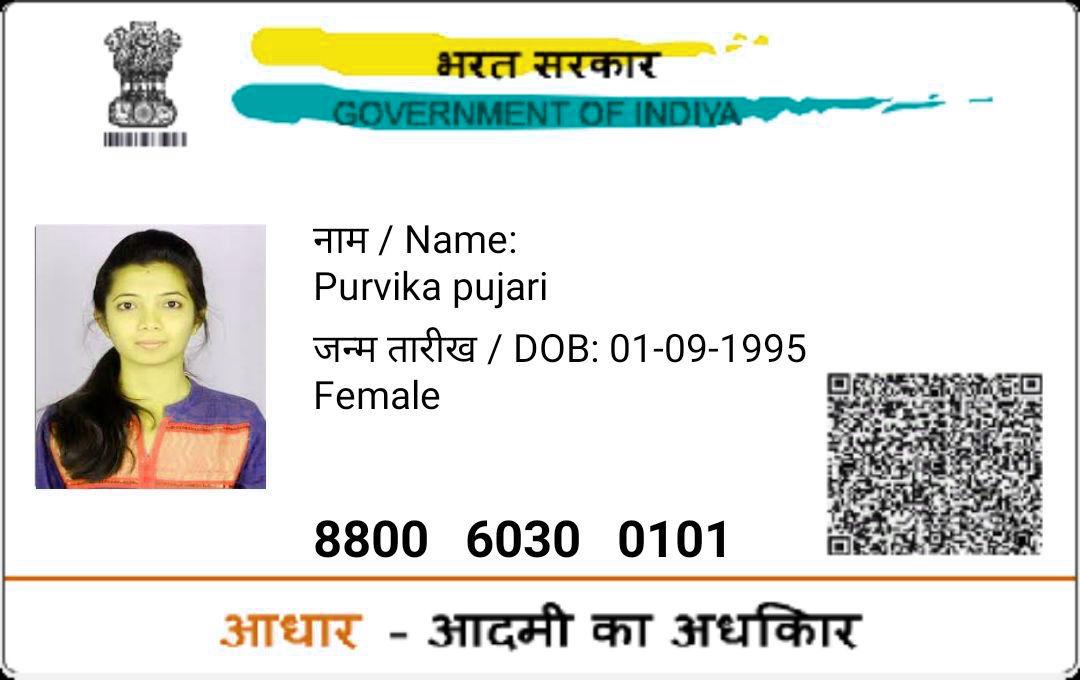 भरत सरकार
GOVERNMENT OF INDIYA
नाम / Name:
Purvika pujari
जन्म तारीख / DOB: 01-09-1995
Female
8800 6030 0101
आधार - आदमी का अधकिार